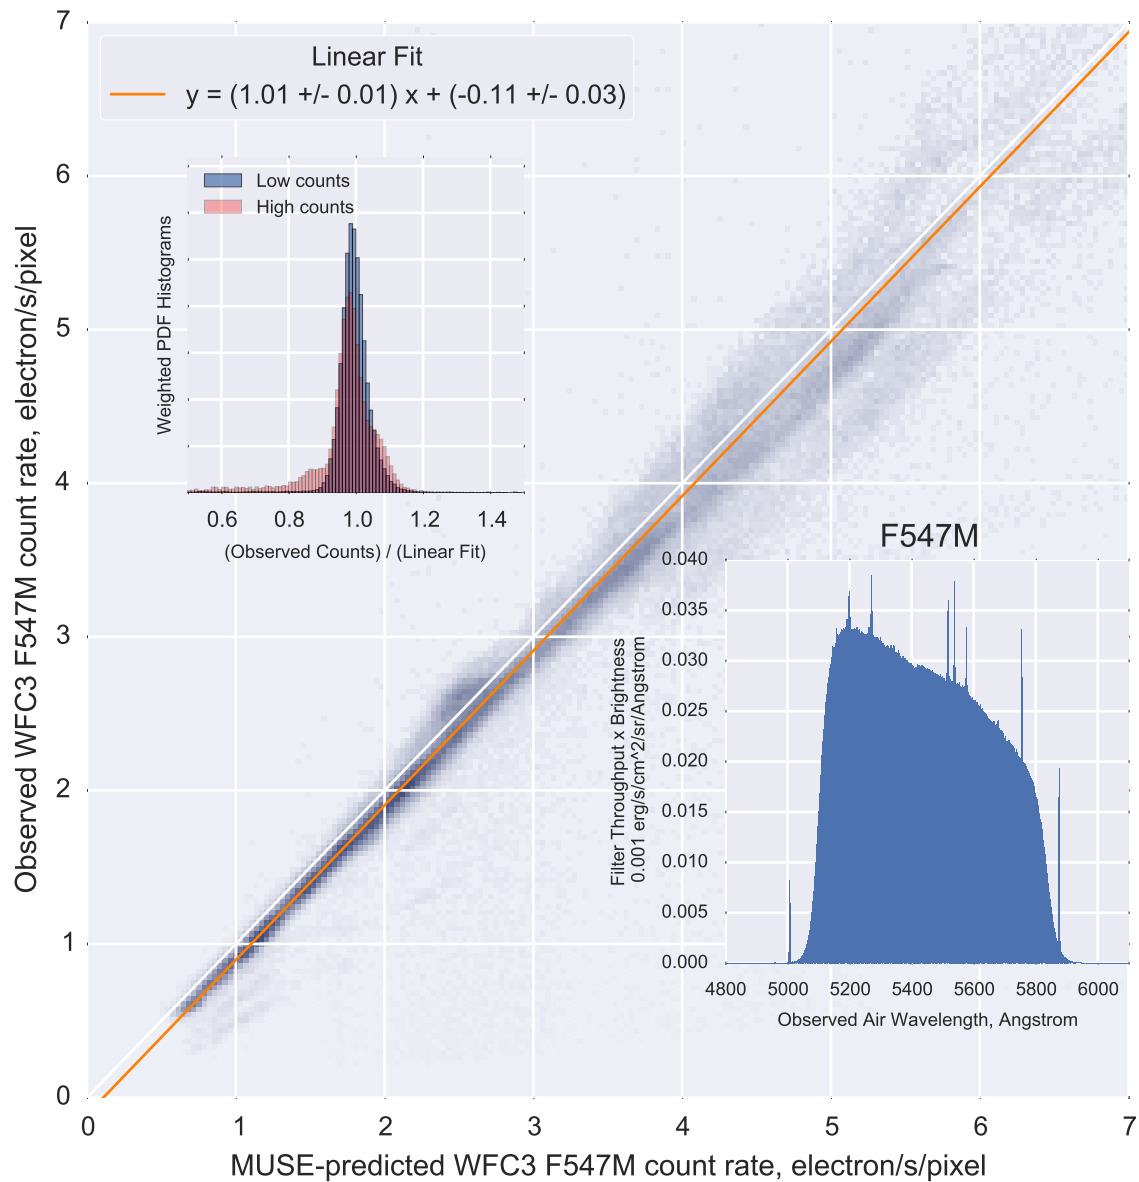 Linear Fit
y = (1.01 +/- 0.01) x + (-0.11 +/- 0.03)
Low counts
High counts
Weighted PDF Histograms
0.6 0.8 1.0 1.2 1.4
(Observed Counts) / (Linear Fit)
F547M
0.040
0.035
0.030
0.025
0.020
0.015
0.010
0.005
0.000
Filter Throughput x Brightness
0.001 erg/s/cm^2/sr/Angstrom
4800 5000 5200 5400 5600 5800 6000
Observed Air Wavelength, Angstrom
Observed WFC3 F547M count rate, electron/s/pixel
7
6
5
4
3
2
1
0
0 1 2 3 4 5 6 7
MUSE-predicted WFC3 F547M count rate, electron/s/pixel